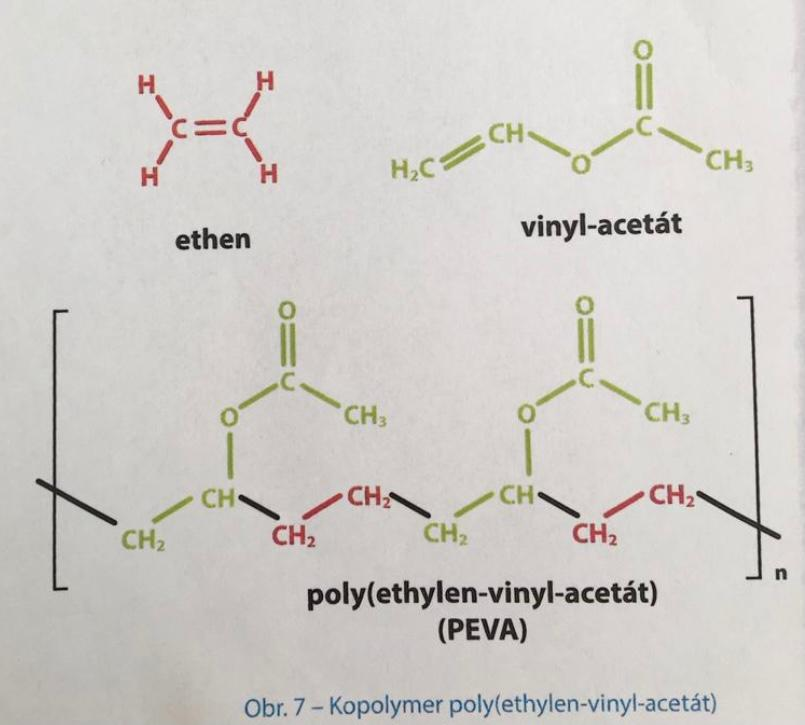 H H
C=C
H H
ethen
O
CH C
H₂C O CH₃
vinyl-acetát
O O
C C
O CH₃ O CH₃
CH CH₂ CH CH₂
CH₂ CH₂ CH₂ CH₂
n
poly(ethylen-vinyl-acetát)
(PEVA)
Obr. 7 – Kopolymer poly(ethylen-vinyl-acetát)